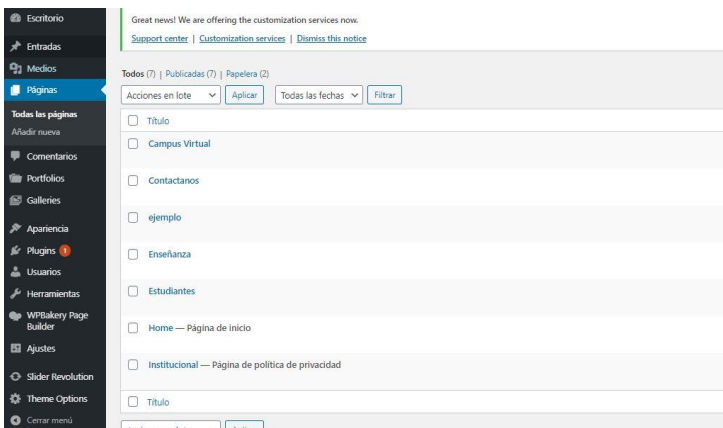 Escritorio
Entradas
Medios
Páginas
Todas las páginas
Añadir nueva
Comentarios
Portfolios
Galleries
Apariencia
Plugins 1
Usuarios
Herramientas
WPBakery Page
Builder
Ajustes
Slider Revolution
Theme Options
Cerrar menú
Great news! We are offering the customization services now.
Support center | Customization services | Dismiss this notice
Todos (7) | Publicadas (7) | Papelera (2)
Acciones en lote Aplicar Todas las fechas Filtrar
Título
Campus Virtual
Contactanos
ejemplo
Enseñanza
Estudiantes
Home — Página de inicio
Institucional — Página de política de privacidad
Título